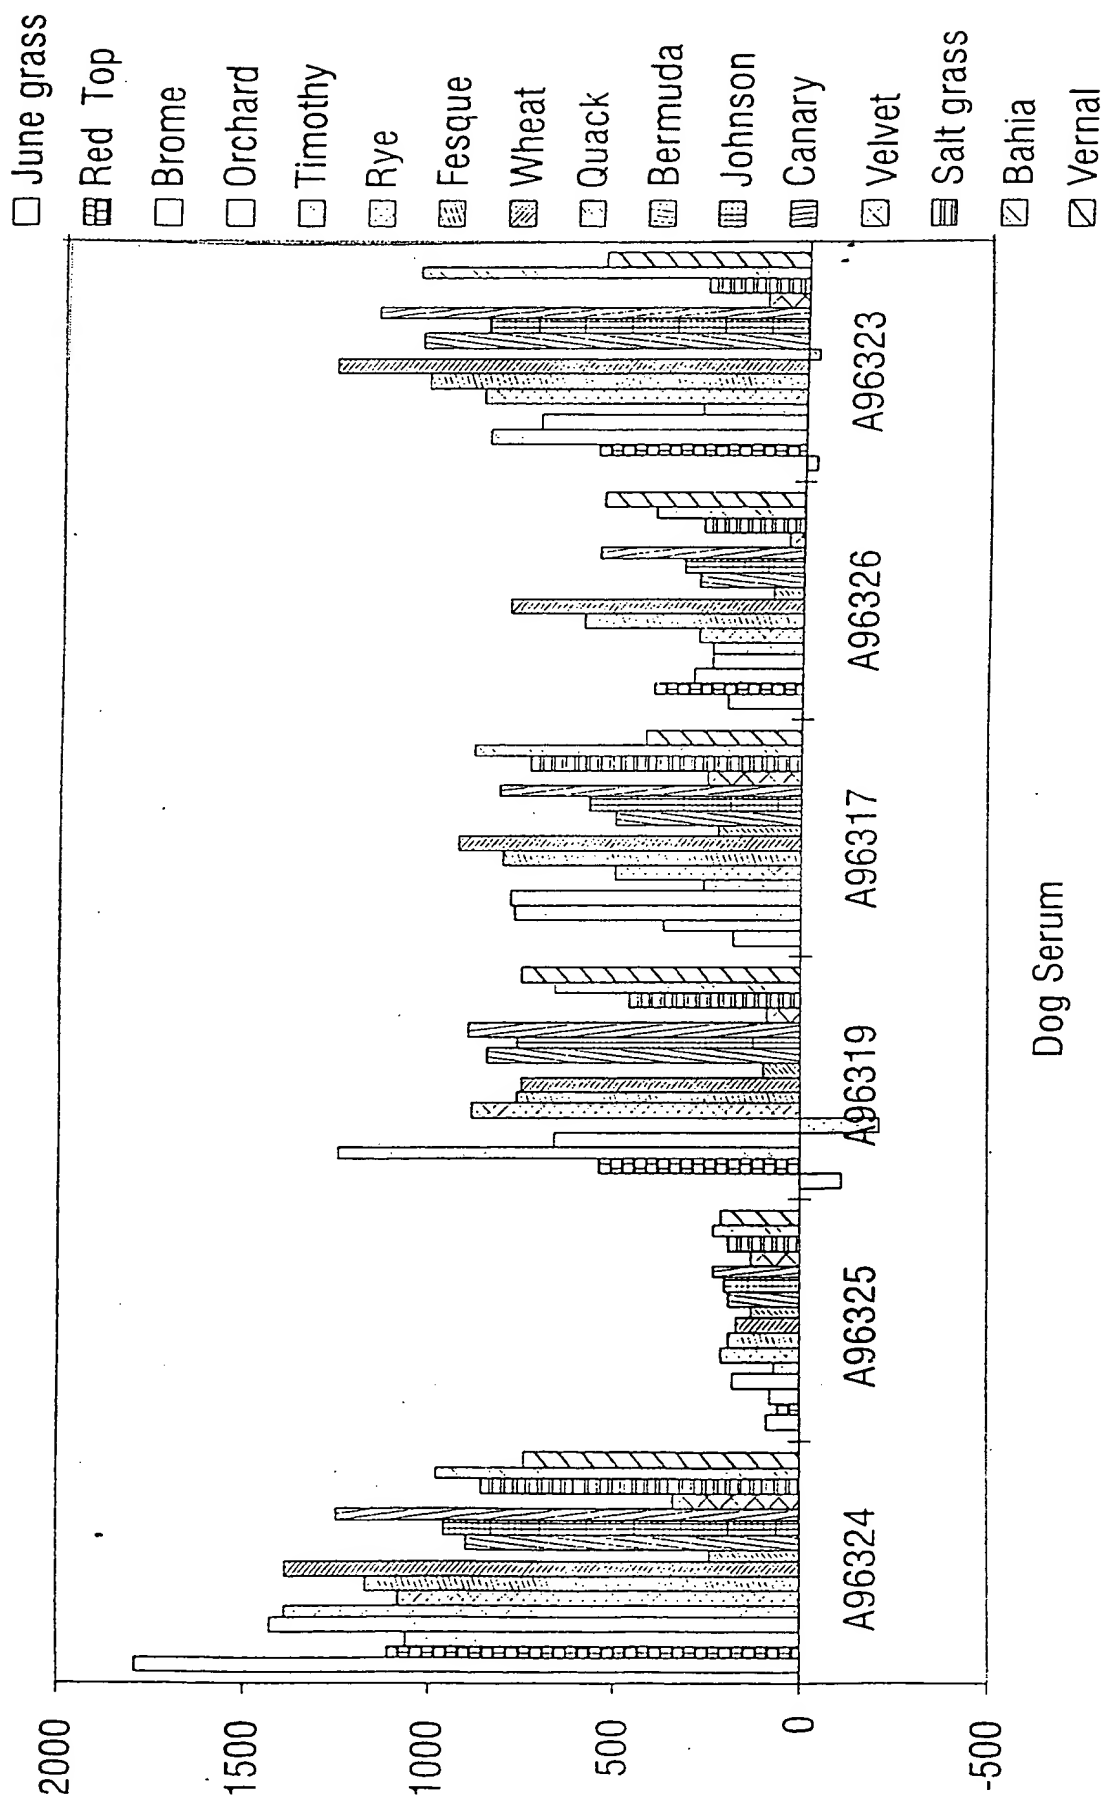 June grass
Red Top
Brome
Orchard
Timothy
Rye
Fesque
Wheat
Quack
Bermuda
Johnson
Canary
Velvet
Salt grass
Bahia
Vernal
2000
1500
1000
500
0
-500
A96324
A96325
A96319
A96317
A96326
A96323
Dog Serum